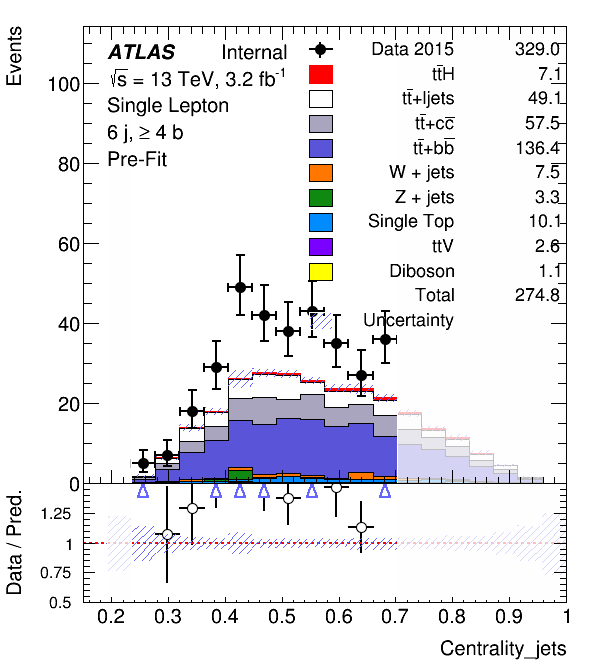 Events
ATLAS Internal
√s = 13 TeV, 3.2 fb⁻¹
Single Lepton
6 j, ≥ 4 b
Pre-Fit
Data 2015 329.0
tt̄H 7.1
tt̄+ljets 49.1
tt̄+cc̄ 57.5
tt̄+bb̄ 136.4
W + jets 7.5
Z + jets 3.3
Single Top 10.1
ttV 2.6
Diboson 1.1
Total 274.8
Uncertainty
100
80
60
40
20
0
Data / Pred.
1.25
1
0.75
0.5
0.2 0.3 0.4 0.5 0.6 0.7 0.8 0.9 1
Centrality_jets